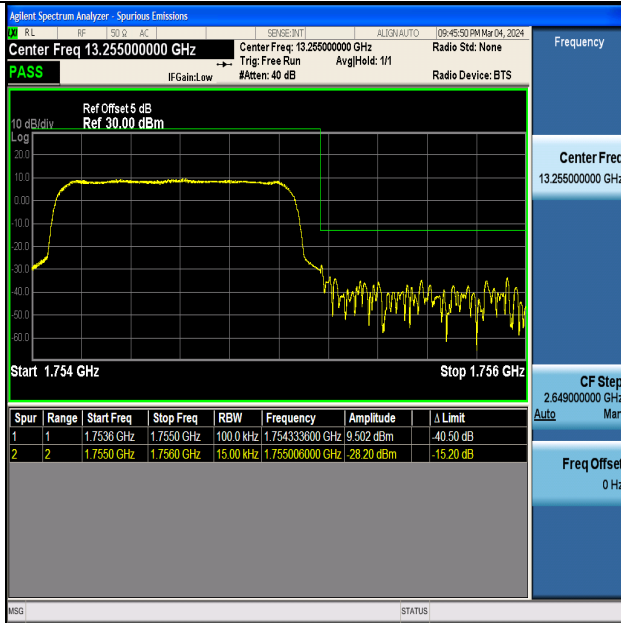 Agilent Spectrum Analyzer - Spurious Emissions
RL RF 50 Ω AC SENSE:INT ALIGN AUTO 09:45:50 PM Mar 04, 2024
Center Freq 13.255000000 GHz
Center Freq: 13.255000000 GHz
Radio Std: None
Trig: Free Run Avg|Hold: 1/1
PASS
IFGain:Low
#Atten: 40 dB
Radio Device: BTS
Ref Offset 5 dB
10 dB/div Ref 30.00 dBm
Log
20.0
10.0
0.00
-10.0
-20.0
-30.0
-40.0
-50.0
-60.0
Start 1.754 GHz
Stop 1.756 GHz
Spur Range Start Freq Stop Freq RBW Frequency Amplitude Δ Limit
1 1 1.7536 GHz 1.7550 GHz 100.0 kHz 1.754333600 GHz 9.502 dBm -40.50 dB
2 2 1.7550 GHz 1.7560 GHz 15.00 kHz 1.755006000 GHz -28.20 dBm -15.20 dB
Frequency
Center Freq
13.255000000 GHz
CF Step
2.649000000 GHz
Auto Man
Freq Offset
0 Hz
MSG
STATUS